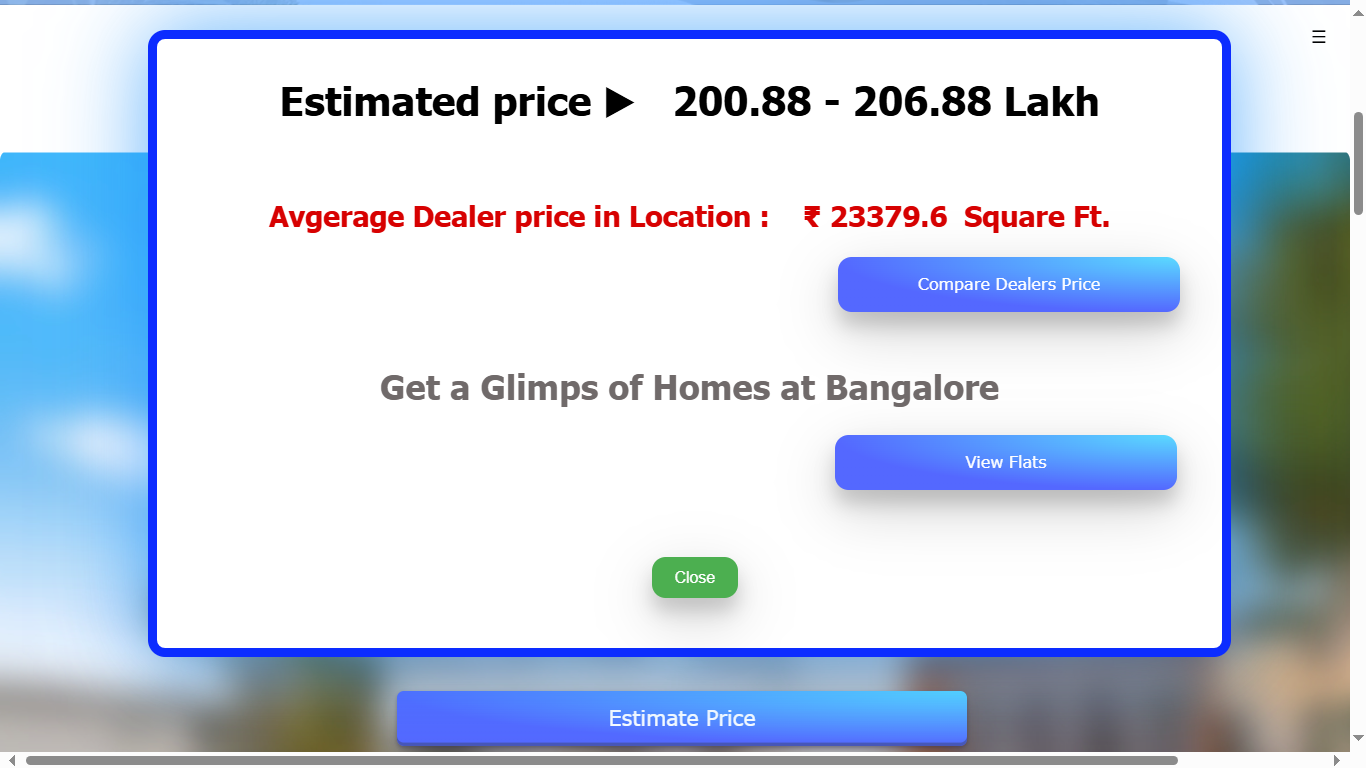 ☰
Estimated price ▶ 200.88 - 206.88 Lakh
Avgerage Dealer price in Location : ₹ 23379.6 Square Ft.
Compare Dealers Price
Get a Glimps of Homes at Bangalore
View Flats
Close
Estimate Price